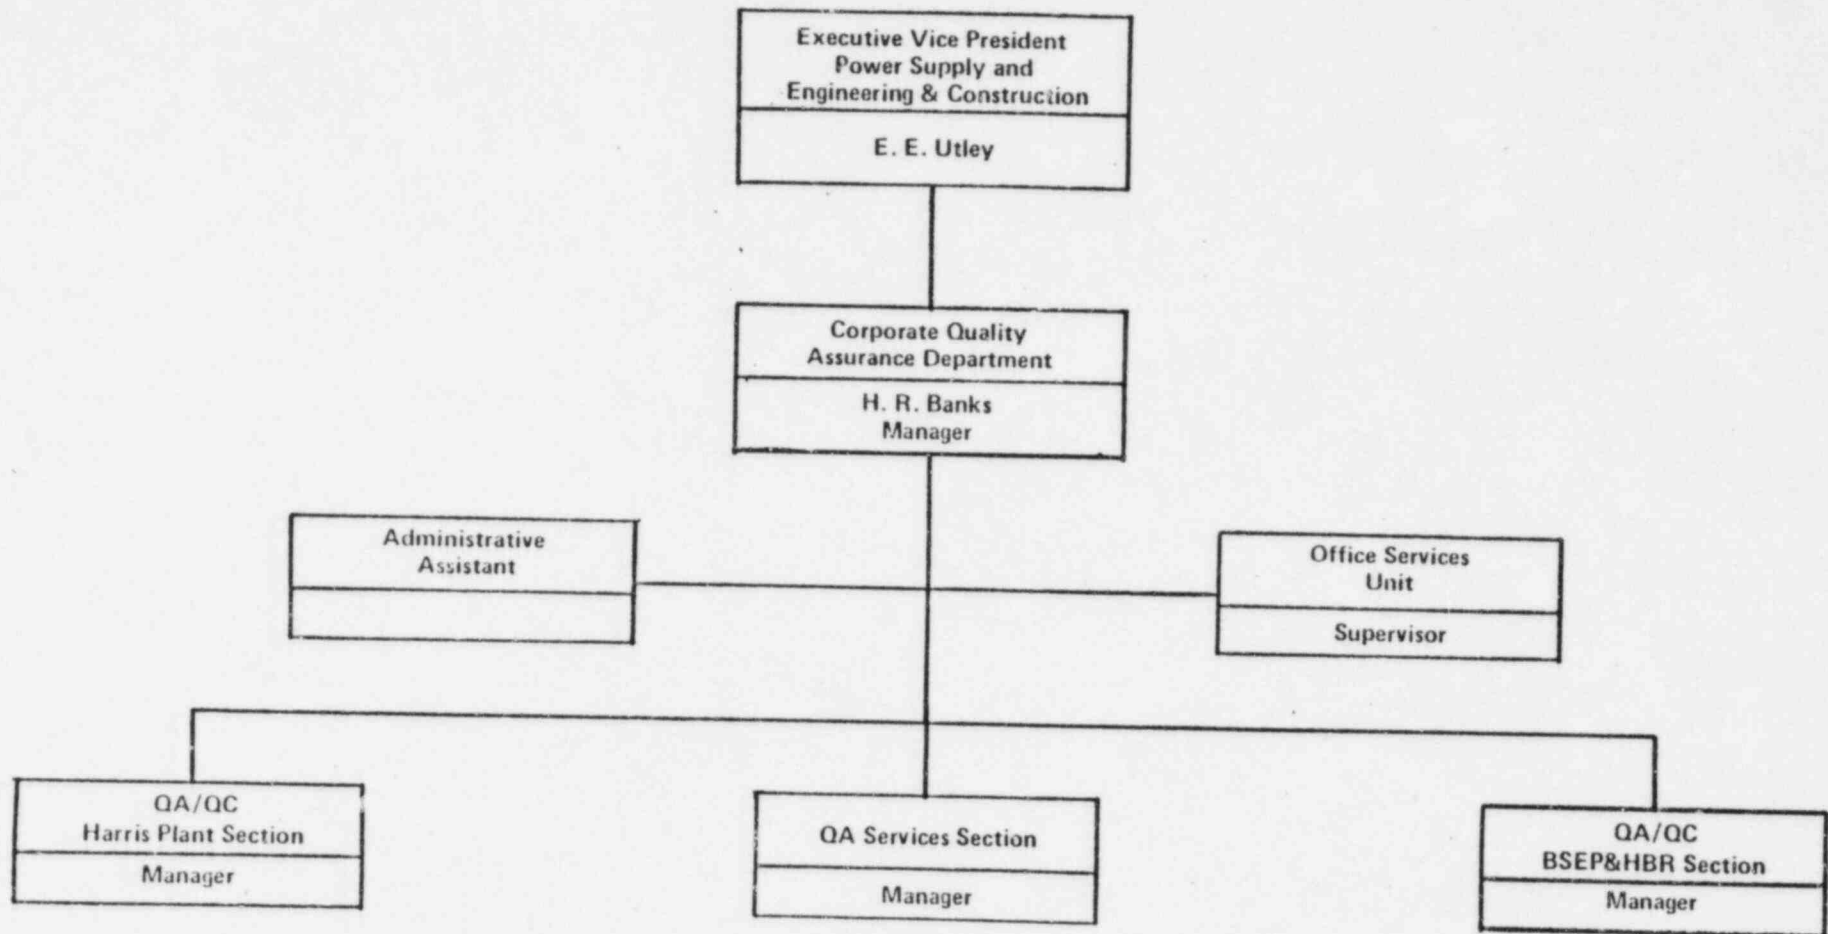 Executive Vice President
Power Supply and
Engineering & Construction
E. E. Utley
Corporate Quality
Assurance Department
H. R. Banks
Manager
Administrative
Assistant
Office Services
Unit
Supervisor
QA/QC
Harris Plant Section
Manager
QA Services Section
Manager
QA/QC
BSEP&HBR Section
Manager